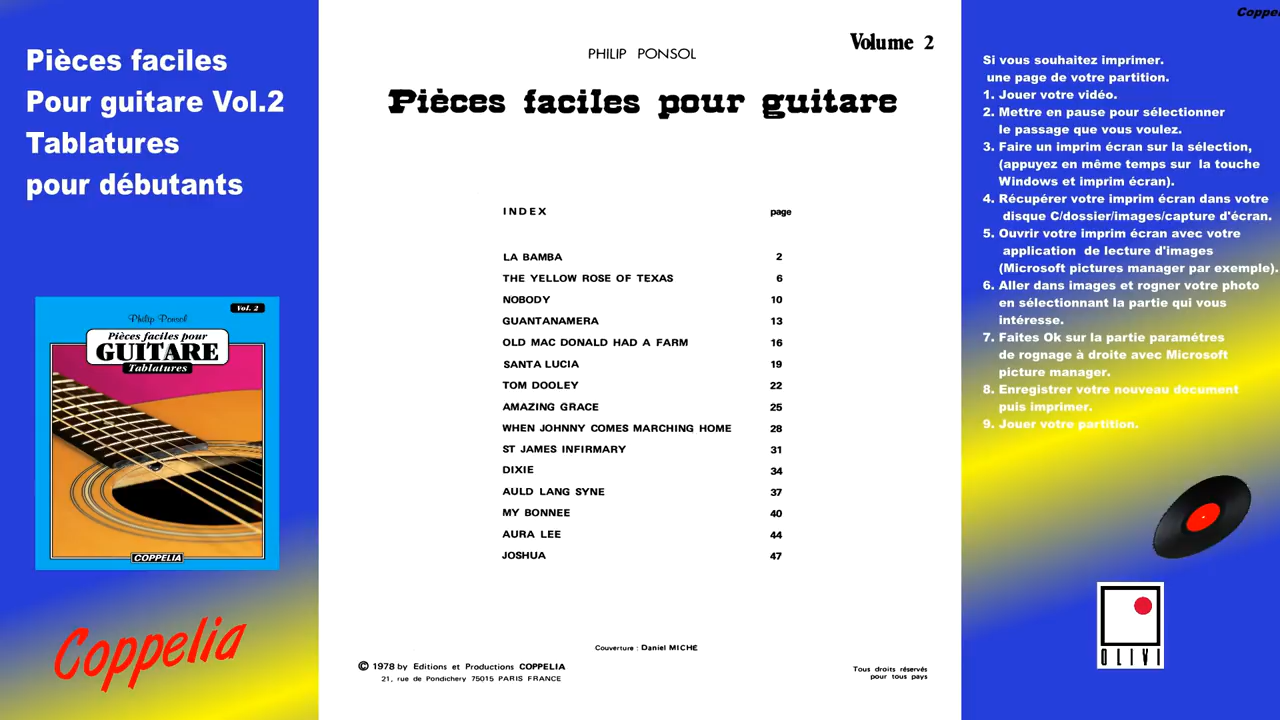 Pièces faciles
Pour guitare Vol.2
Tablatures
pour débutants
Vol. 2
Philip Ponsol
Pièces faciles pour
GUITARE
Tablatures
COPPELIA
Coppelia
Volume 2
PHILIP PONSOL
Pièces faciles pour guitare
INDEX page
LA BAMBA 2
THE YELLOW ROSE OF TEXAS 6
NOBODY 10
GUANTANAMERA 13
OLD MAC DONALD HAD A FARM 16
SANTA LUCIA 19
TOM DOOLEY 22
AMAZING GRACE 25
WHEN JOHNNY COMES MARCHING HOME 28
ST JAMES INFIRMARY 31
DIXIE 34
AULD LANG SYNE 37
MY BONNEE 40
AURA LEE 44
JOSHUA 47
Couverture : Daniel MICHE
© 1978 by Editions et Productions COPPELIA
21, rue de Pondichery 75015 PARIS FRANCE
Tous droits réservés
pour tous pays
Coppel
Si vous souhaitez imprimer.
une page de votre partition.
1. Jouer votre vidéo.
2. Mettre en pause pour sélectionner
le passage que vous voulez.
3. Faire un imprim écran sur la sélection,
(appuyez en même temps sur la touche
Windows et imprim écran).
4. Récupérer votre imprim écran dans votre
disque C/dossier/images/capture d'écran.
5. Ouvrir votre imprim écran avec votre
application de lecture d'images
(Microsoft pictures manager par exemple).
6. Aller dans images et rogner votre photo
en sélectionnant la partie qui vous
intéresse.
7. Faites Ok sur la partie paramétres
de rognage à droite avec Microsoft
picture manager.
8. Enregistrer votre nouveau document
puis imprimer.
9. Jouer votre partition.
OLIVI